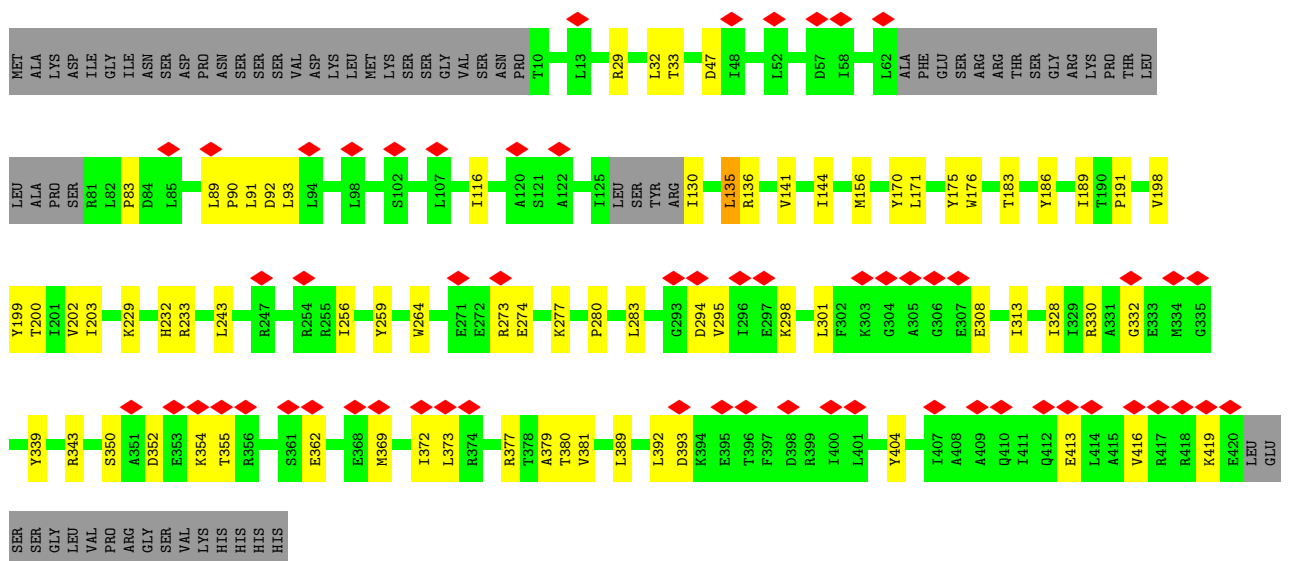 MET ALA LYS ASP ILE GLY ILE ASN SER ASP PRO ASN SER SER SER VAL ASP LYS LEU MET LYS SER SER GLY VAL SER ASN PRO T10 L13 R29 L32 T33 D47 I48 L52 D57 I58 L62 ALA PHE GLU SER ARG ARG THR SER GLY ARG LYS PRO THR LEU
LEU ALA PRO SER R81 L82 P83 D84 L85 L89 P90 L91 D92 L93 L94 L98 S102 L107 I116 A120 S121 A122 I125 LEU SER TYR ARG I130 L135 R136 V141 I144 M156 Y170 L171 Y175 W176 T183 Y186 I189 T190 P191 V198
Y199 T200 I201 V202 I203 K229 H232 R233 L243 R247 R254 R255 I256 Y259 W264 E271 E272 R273 E274 K277 P280 L283 G293 D294 V295 I296 E297 K298 L301 F302 K303 G304 A305 G306 E307 E308 I313 I328 I329 R330 A331 G332 E333 M334 G335
Y339 R343 S350 A351 D352 E353 K354 T355 R356 S361 E362 E368 M369 I372 L373 R374 R377 T378 A379 T380 V381 L389 L392 D393 K394 E395 T396 F397 D398 R399 I400 L401 Y404 I407 A408 A409 Q410 I411 Q412 E413 L414 A415 V416 R417 R418 K419 E420 LEU GLU
SER SER GLY LEU VAL PRO ARG GLY SER VAL LYS HIS HIS HIS HIS